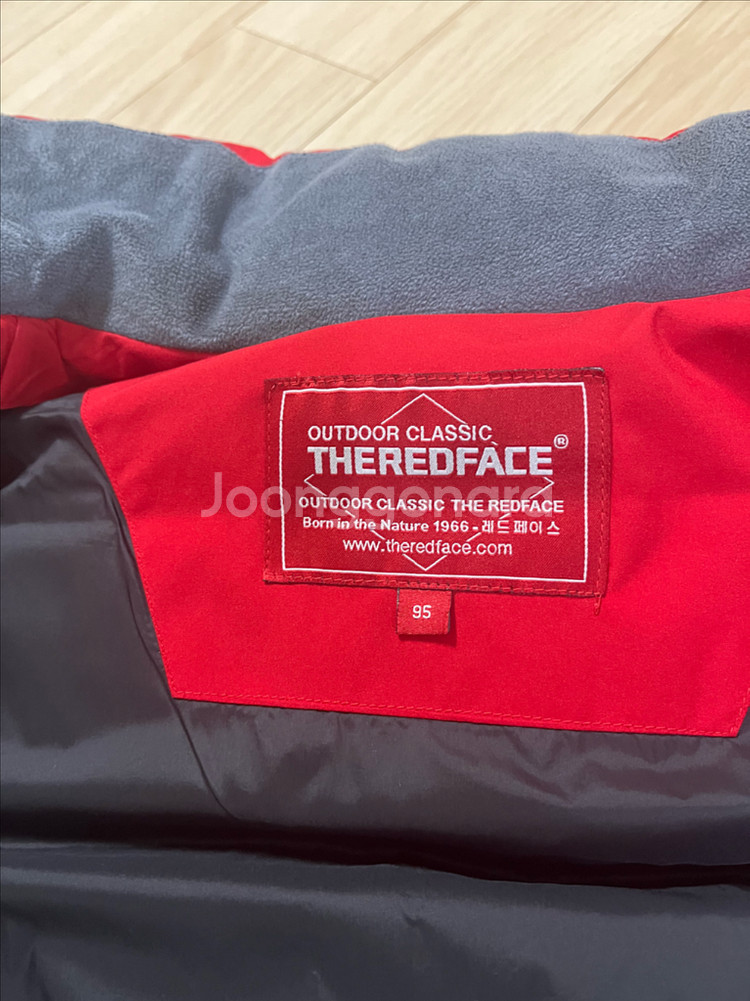 OUTDOOR CLASSIC
THEREDFACE®
Joonggonara
OUTDOOR CLASSIC THE REDFACE
Born in the Nature 1966 - 레드페이스
www.theredface.com
95